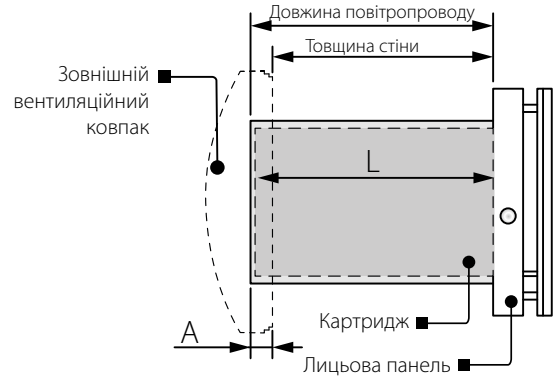 Довжина повітропроводу
Товщина стіни
Зовнішній
вентиляційний
ковпак
L
A
Картридж
Лицьова панель